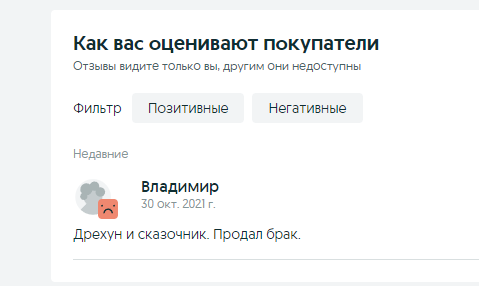 Как вас оценивают покупатели
Отзывы видите только вы, другим они недоступны
Фильтр Позитивные Негативные
Недавние
Владимир
30 окт. 2021 г.
Дрехун и сказочник. Продал брак.